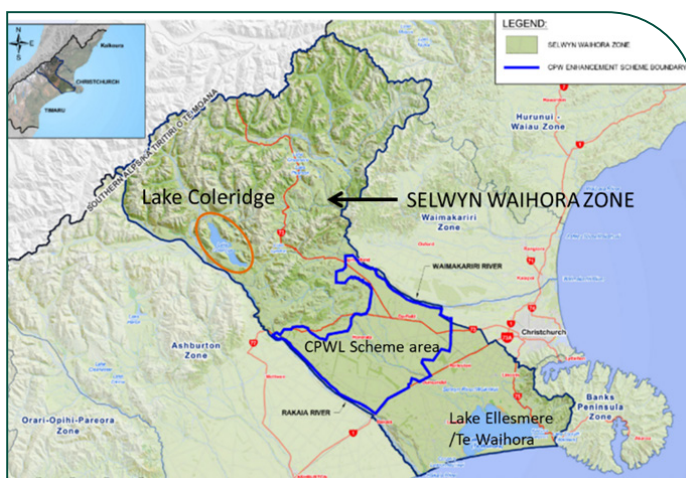 N
S
E
Kaikoura
CHRISTCHURCH
TIMARU
LEGEND:
SELWYN WAIHORA ZONE
CPW ENHANCEMENT SCHEME BOUNDARY
SOUTHERN ALPS/KA TIRITIRI O TE MOANA
Hurunui -
Waiau Zone
Lake Coleridge
SELWYN WAIHORA ZONE
Waimakariri
Zone
WAIMAKARIRI RIVER
Christchurch
Ashburton
Zone
CPWL Scheme area
RAKAIA RIVER
Banks
Peninsula
Zone
Lake Ellesmere
/Te Waihora
Orari-Opihi-Pareora
Zone